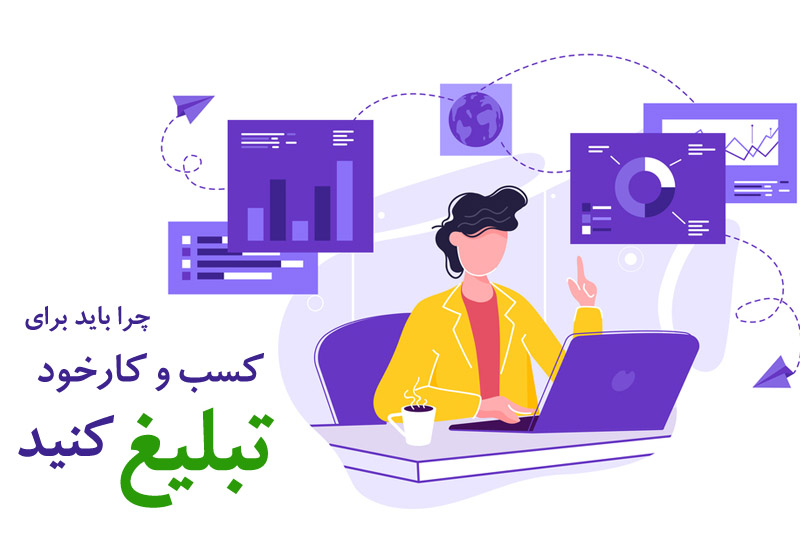 چرا باید برای
کسب و کارخود
تبلیغ کنید